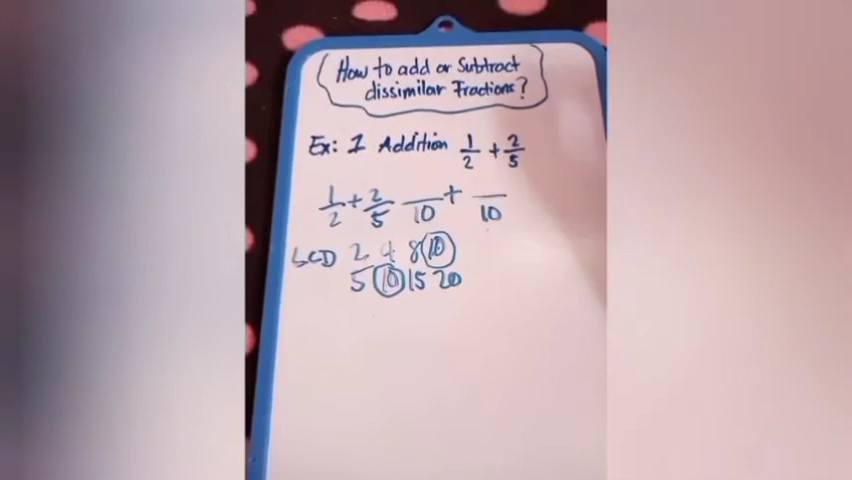 How to add or Subtract
dissimilar Fractions?
Ex: 1 Addition 1/2 + 2/5
1/2 + 2/5 __/10 + __/10
LCD 2 4 8 10
5 10 15 20